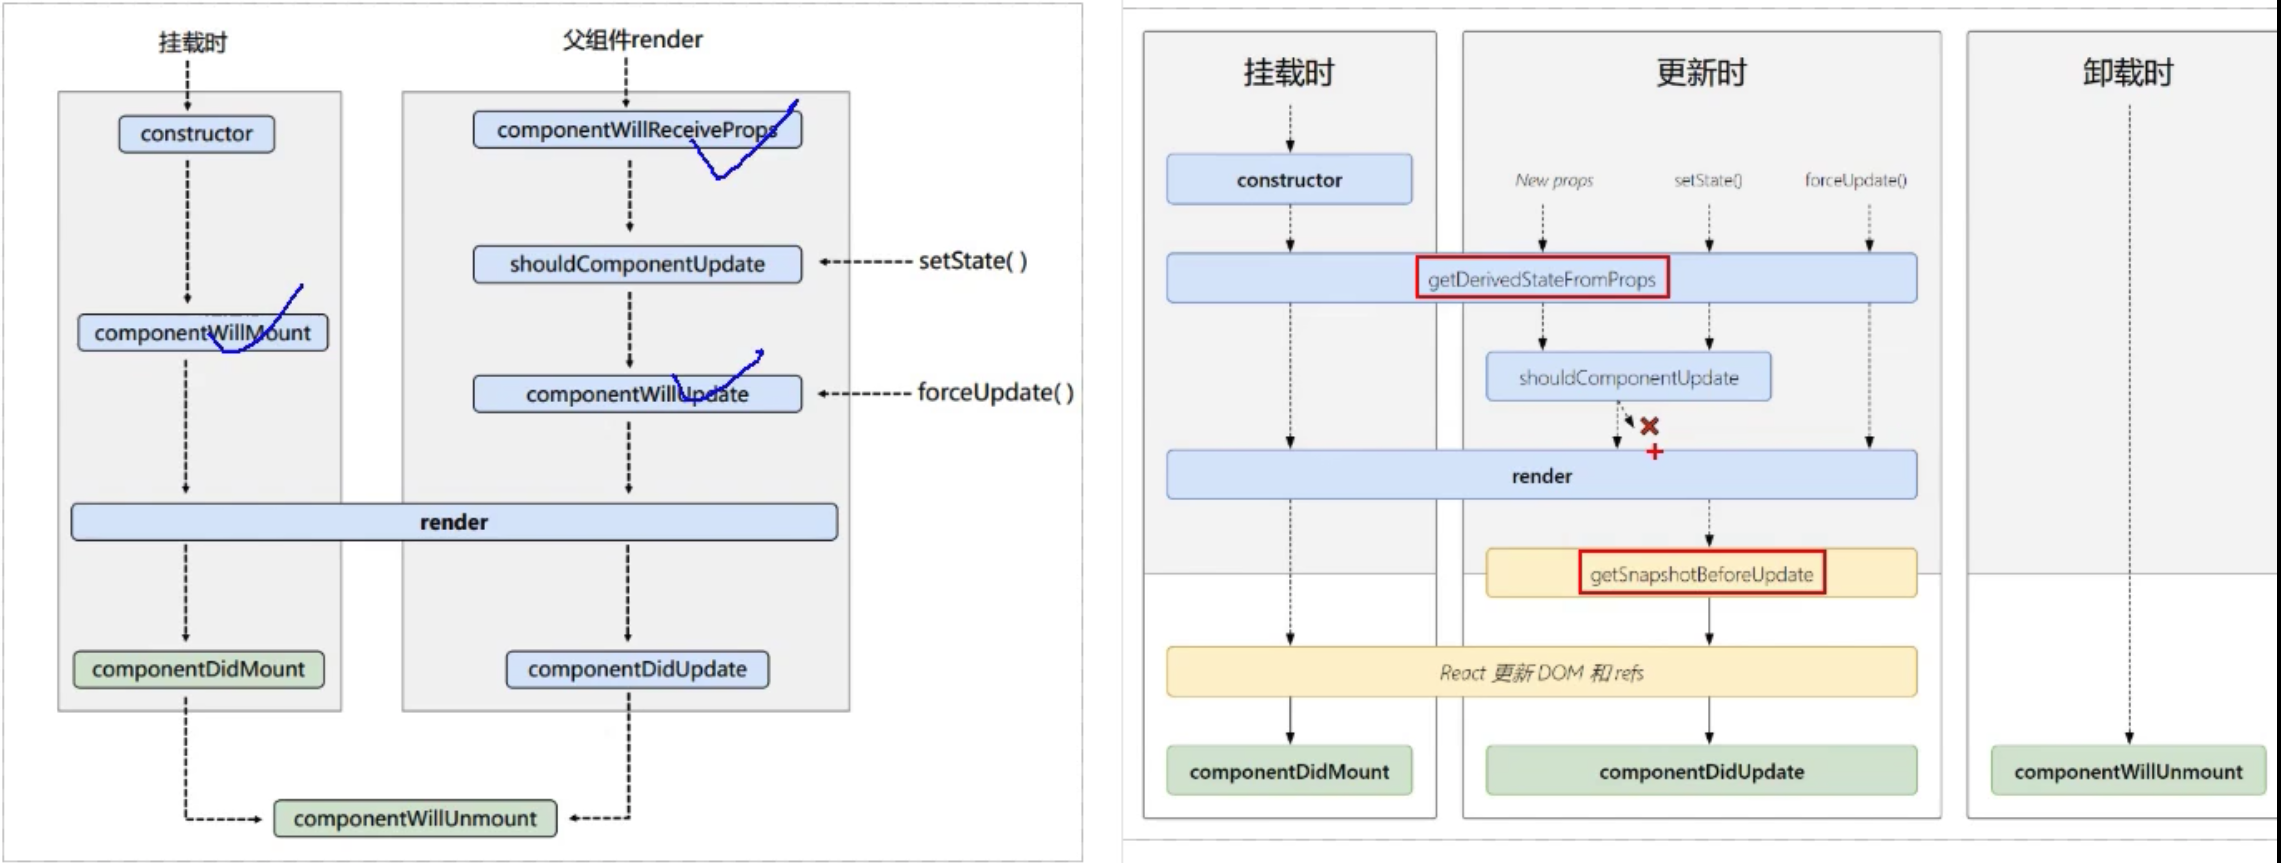 挂载时
父组件render
constructor
componentWillReceiveProps
shouldComponentUpdate
setState( )
componentWillMount
componentWillUpdate
forceUpdate( )
render
componentDidMount
componentDidUpdate
componentWillUnmount
挂载时
更新时
卸载时
constructor
New props
setState()
forceUpdate()
getDerivedStateFromProps
shouldComponentUpdate
render
getSnapshotBeforeUpdate
React 更新 DOM 和 refs
componentDidMount
componentDidUpdate
componentWillUnmount